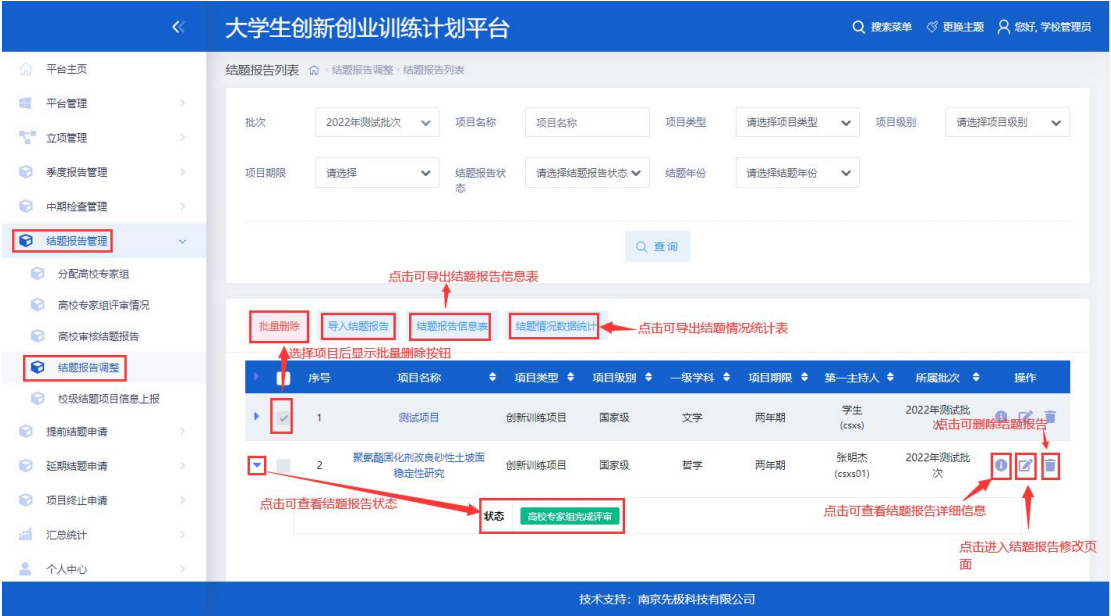 大学生创新创业训练计划平台
搜索菜单 更换主题 您好, 学校管理员
平台主页
平台管理
立项管理
季度报告管理
中期检查管理
结题报告管理
分配高校专家组
高校专家组评审情况
高校审核结题报告
结题报告调整
校级结题项目信息上报
提前结题申请
延期结题申请
项目终止申请
汇总统计
个人中心
结题报告列表 - 结题报告调整 - 结题报告列表
批次 2022年测试批次 项目名称 项目名称 项目类型 请选择项目类型 项目级别 请选择项目级别
项目期限 请选择 结题报告状态 请选择结题报告状态 结题年份 请选择结题年份
查询
点击可导出结题报告信息表
批量删除 导入结题报告 结题报告信息表 结题情况数据统计 点击可导出结题情况统计表
选择项目后显示批量删除按钮
序号 项目名称 项目类型 项目级别 一级学科 项目期限 第一主持人 所属批次 操作
1 测试项目 创新训练项目 国家级 文学 两年期 学生 (csxs) 2022年测试批次
点击可删除结题报告
2 聚氨酯固化剂改良砂性土坡面稳定性研究 创新训练项目 国家级 哲学 两年期 张明杰 (csxs01) 2022年测试批次
点击可查看结题报告状态
状态 高校专家组完成评审
点击可查看结题报告详细信息
点击进入结题报告修改页
面
技术支持：南京先极科技有限公司